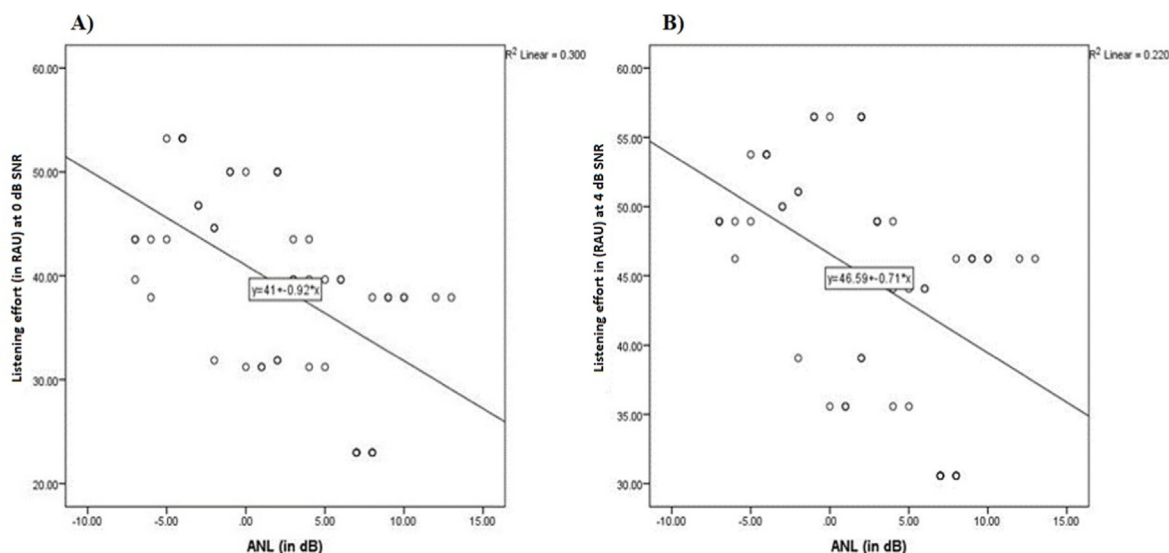 A)
R² Linear = 0.300
Listening effort (in RAU) at 0 dB SNR
60.00
50.00
40.00
30.00
20.00
y=41+-0.92*x
-10.00 -5.00 .00 5.00 10.00 15.00
ANL (in dB)
B)
R² Linear = 0.220
Listening effort in (RAU) at 4 dB SNR
60.00
55.00
50.00
45.00
40.00
35.00
30.00
y=46.59+-0.71*x
-10.00 -5.00 .00 5.00 10.00 15.00
ANL (in dB)